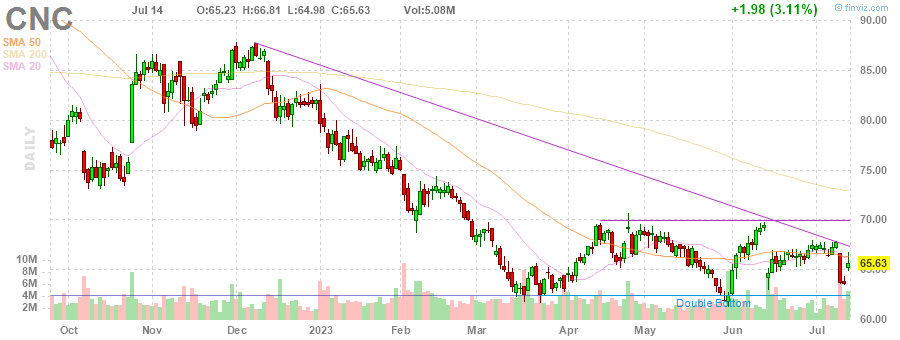 CNC Jul 14 O:65.23 H:66.81 L:64.98 C:65.63 Vol:5.08M +1.98 (3.11%) © finviz.com
SMA 50
SMA 200
SMA 20
DAILY
90.00
85.00
80.00
75.00
70.00
65.63
65.00
60.00
10M
8M
6M
4M
2M
Double Bottom
Oct Nov Dec 2023 Feb Mar Apr May Jun Jul